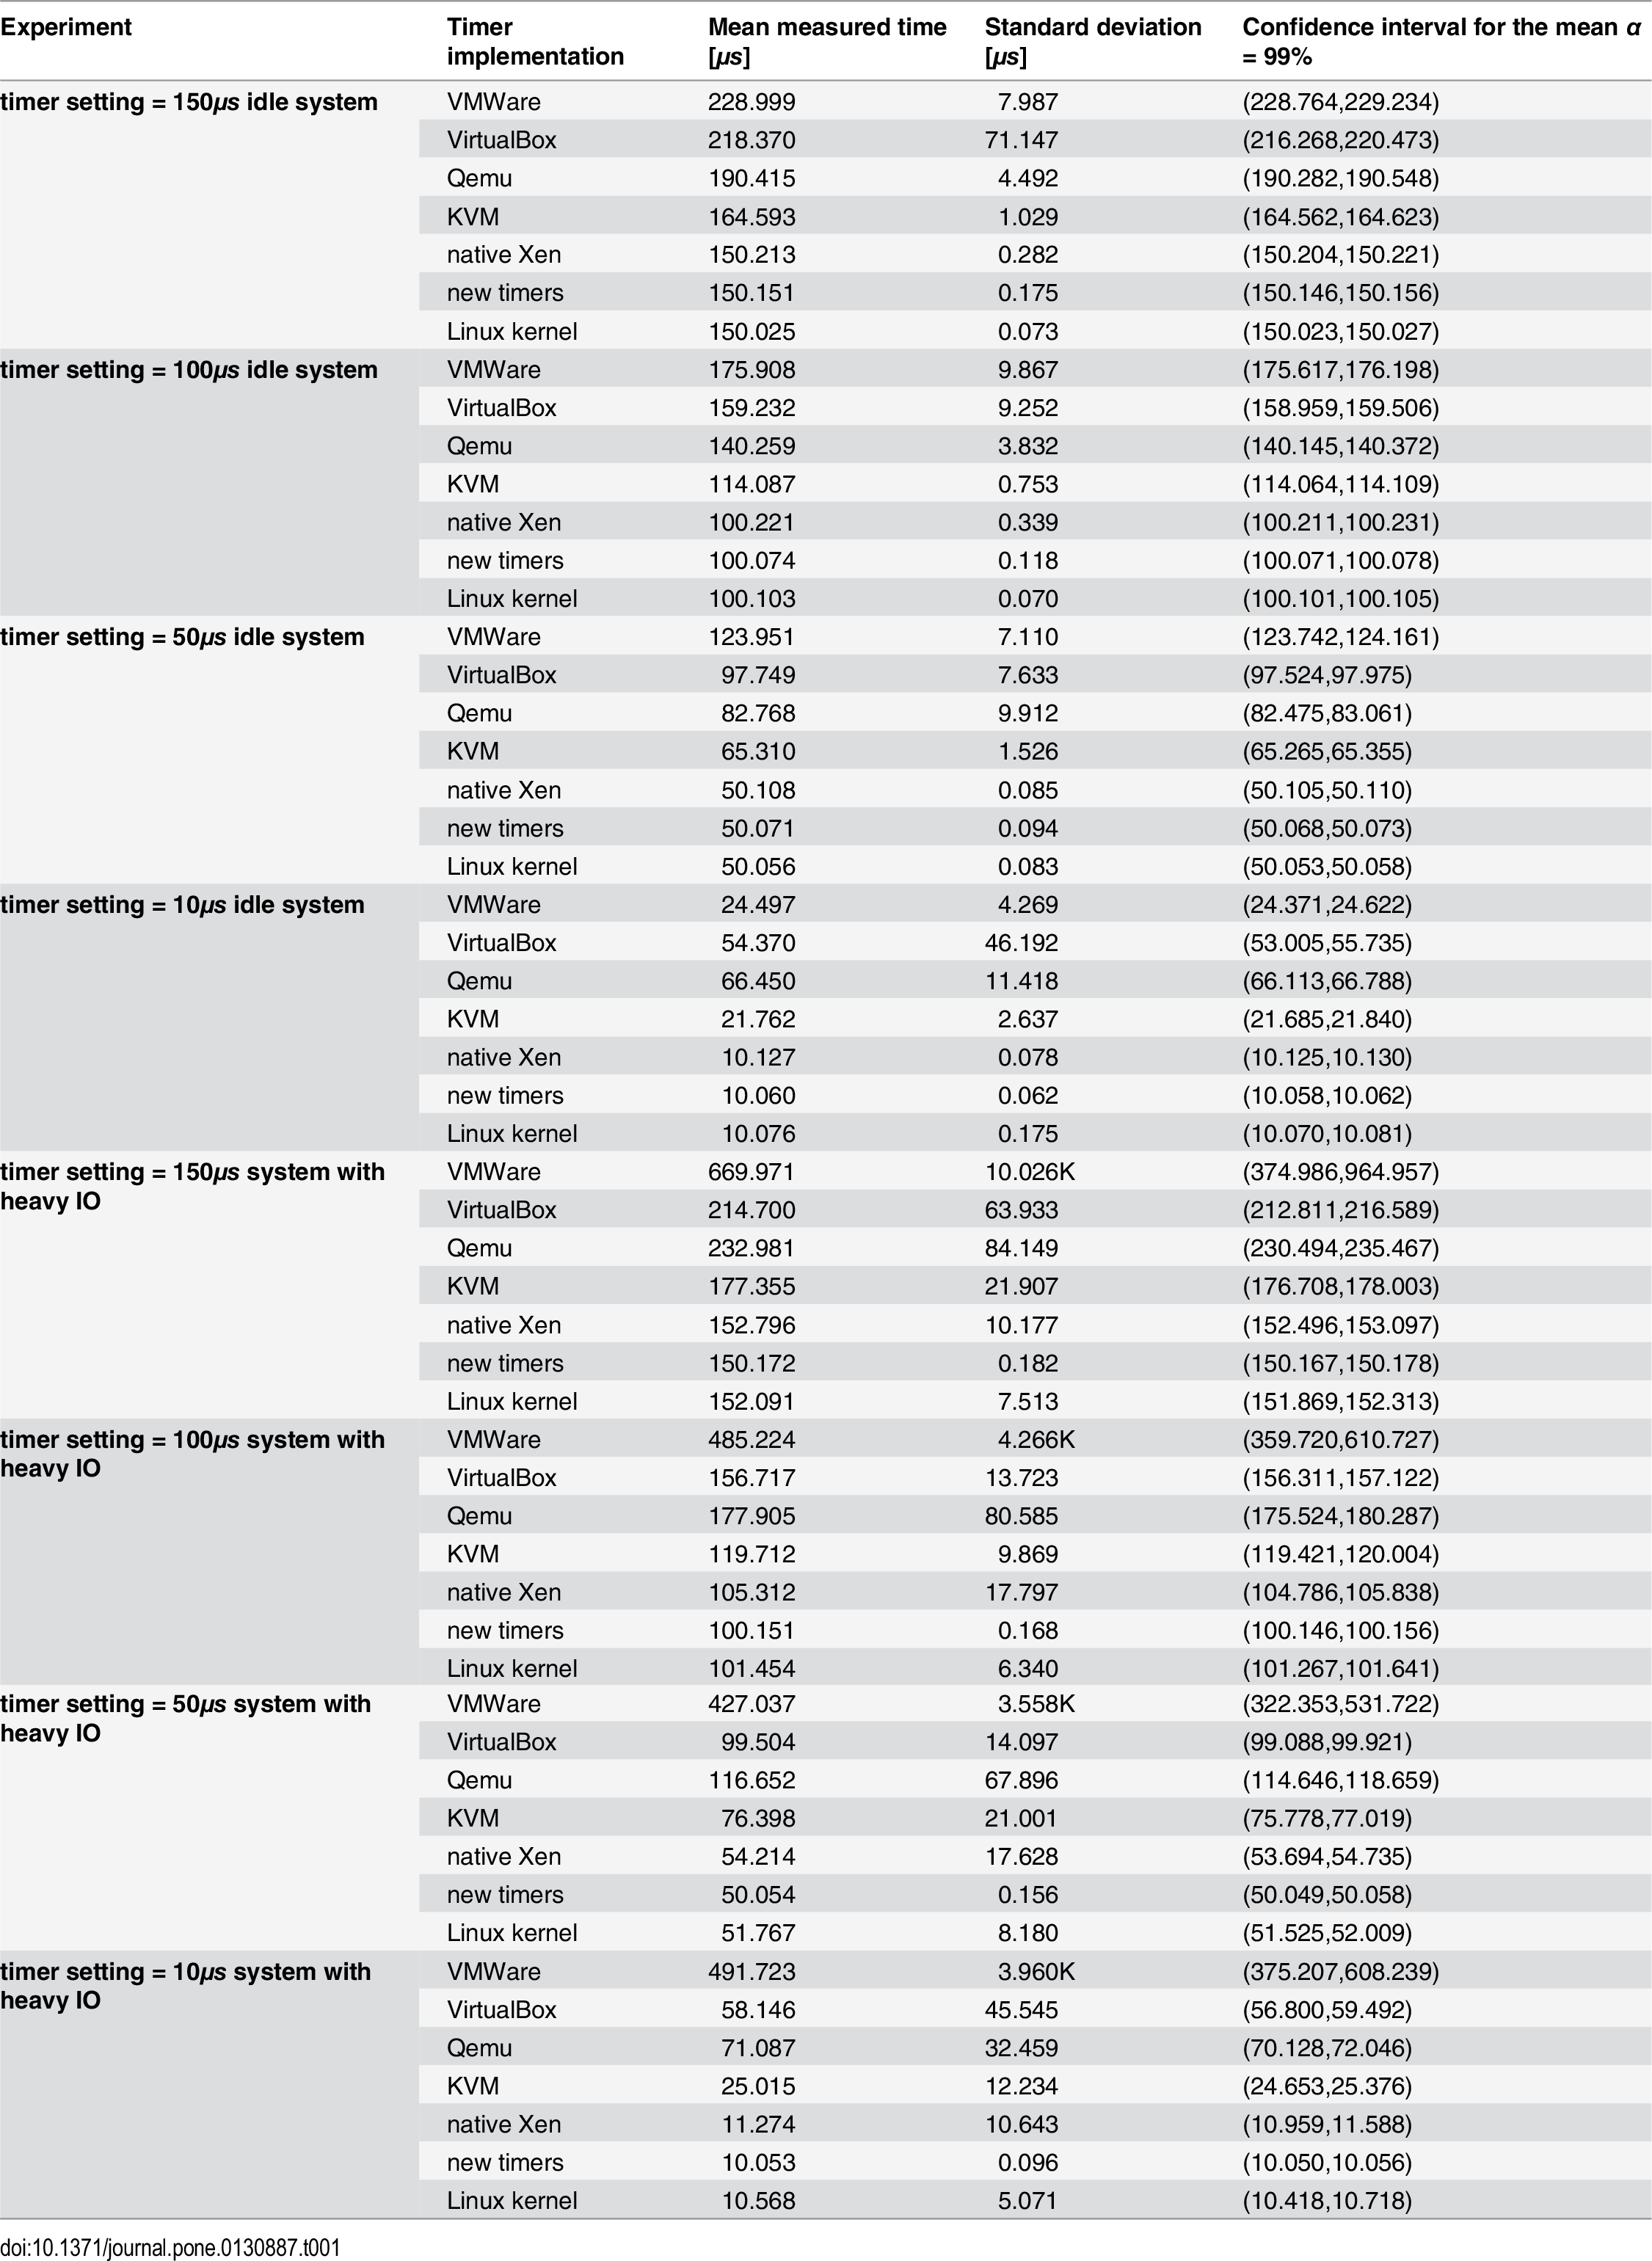 Experiment Timer implementation Mean measured time [µs] Standard deviation [µs] Confidence interval for the mean α = 99%
timer setting = 150µs idle system VMWare 228.999 7.987 (228.764,229.234)
VirtualBox 218.370 71.147 (216.268,220.473)
Qemu 190.415 4.492 (190.282,190.548)
KVM 164.593 1.029 (164.562,164.623)
native Xen 150.213 0.282 (150.204,150.221)
new timers 150.151 0.175 (150.146,150.156)
Linux kernel 150.025 0.073 (150.023,150.027)
timer setting = 100µs idle system VMWare 175.908 9.867 (175.617,176.198)
VirtualBox 159.232 9.252 (158.959,159.506)
Qemu 140.259 3.832 (140.145,140.372)
KVM 114.087 0.753 (114.064,114.109)
native Xen 100.221 0.339 (100.211,100.231)
new timers 100.074 0.118 (100.071,100.078)
Linux kernel 100.103 0.070 (100.101,100.105)
timer setting = 50µs idle system VMWare 123.951 7.110 (123.742,124.161)
VirtualBox 97.749 7.633 (97.524,97.975)
Qemu 82.768 9.912 (82.475,83.061)
KVM 65.310 1.526 (65.265,65.355)
native Xen 50.108 0.085 (50.105,50.110)
new timers 50.071 0.094 (50.068,50.073)
Linux kernel 50.056 0.083 (50.053,50.058)
timer setting = 10µs idle system VMWare 24.497 4.269 (24.371,24.622)
VirtualBox 54.370 46.192 (53.005,55.735)
Qemu 66.450 11.418 (66.113,66.788)
KVM 21.762 2.637 (21.685,21.840)
native Xen 10.127 0.078 (10.125,10.130)
new timers 10.060 0.062 (10.058,10.062)
Linux kernel 10.076 0.175 (10.070,10.081)
timer setting = 150µs system with heavy IO VMWare 669.971 10.026K (374.986,964.957)
VirtualBox 214.700 63.933 (212.811,216.589)
Qemu 232.981 84.149 (230.494,235.467)
KVM 177.355 21.907 (176.708,178.003)
native Xen 152.796 10.177 (152.496,153.097)
new timers 150.172 0.182 (150.167,150.178)
Linux kernel 152.091 7.513 (151.869,152.313)
timer setting = 100µs system with heavy IO VMWare 485.224 4.266K (359.720,610.727)
VirtualBox 156.717 13.723 (156.311,157.122)
Qemu 177.905 80.585 (175.524,180.287)
KVM 119.712 9.869 (119.421,120.004)
native Xen 105.312 17.797 (104.786,105.838)
new timers 100.151 0.168 (100.146,100.156)
Linux kernel 101.454 6.340 (101.267,101.641)
timer setting = 50µs system with heavy IO VMWare 427.037 3.558K (322.353,531.722)
VirtualBox 99.504 14.097 (99.088,99.921)
Qemu 116.652 67.896 (114.646,118.659)
KVM 76.398 21.001 (75.778,77.019)
native Xen 54.214 17.628 (53.694,54.735)
new timers 50.054 0.156 (50.049,50.058)
Linux kernel 51.767 8.180 (51.525,52.009)
timer setting = 10µs system with heavy IO VMWare 491.723 3.960K (375.207,608.239)
VirtualBox 58.146 45.545 (56.800,59.492)
Qemu 71.087 32.459 (70.128,72.046)
KVM 25.015 12.234 (24.653,25.376)
native Xen 11.274 10.643 (10.959,11.588)
new timers 10.053 0.096 (10.050,10.056)
Linux kernel 10.568 5.071 (10.418,10.718)
doi:10.1371/journal.pone.0130887.t001